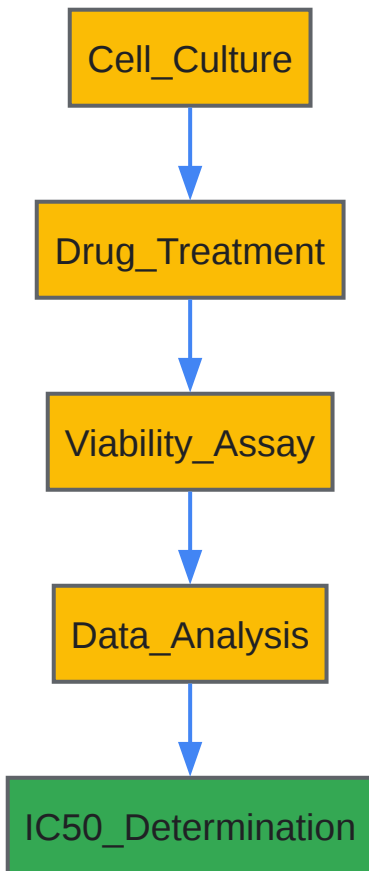 Cell_Culture
Drug_Treatment
Viability_Assay
Data_Analysis
IC50_Determination